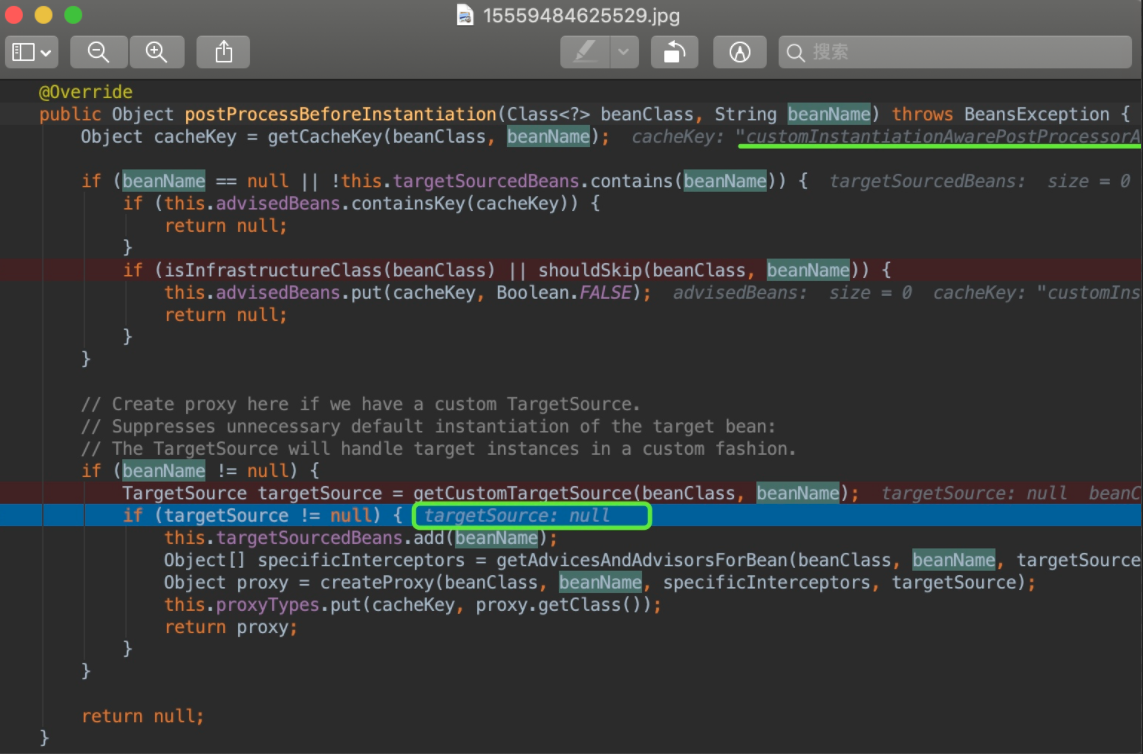 15559484625529.jpg
搜索
@Override
public Object postProcessBeforeInstantiation(Class<?> beanClass, String beanName) throws BeansException {
Object cacheKey = getCacheKey(beanClass, beanName); cacheKey: "customInstantiationAwarePostProcessorA
if (beanName == null || !this.targetSourcedBeans.contains(beanName)) { targetSourcedBeans: size = 0
if (this.advisedBeans.containsKey(cacheKey)) {
return null;
}
if (isInfrastructureClass(beanClass) || shouldSkip(beanClass, beanName)) {
this.advisedBeans.put(cacheKey, Boolean.FALSE); advisedBeans: size = 0 cacheKey: "customIns
return null;
}
}
// Create proxy here if we have a custom TargetSource.
// Suppresses unnecessary default instantiation of the target bean:
// The TargetSource will handle target instances in a custom fashion.
if (beanName != null) {
TargetSource targetSource = getCustomTargetSource(beanClass, beanName); targetSource: null beanC
if (targetSource != null) { targetSource: null
this.targetSourcedBeans.add(beanName);
Object[] specificInterceptors = getAdvicesAndAdvisorsForBean(beanClass, beanName, targetSource
Object proxy = createProxy(beanClass, beanName, specificInterceptors, targetSource);
this.proxyTypes.put(cacheKey, proxy.getClass());
return proxy;
}
}
return null;
}